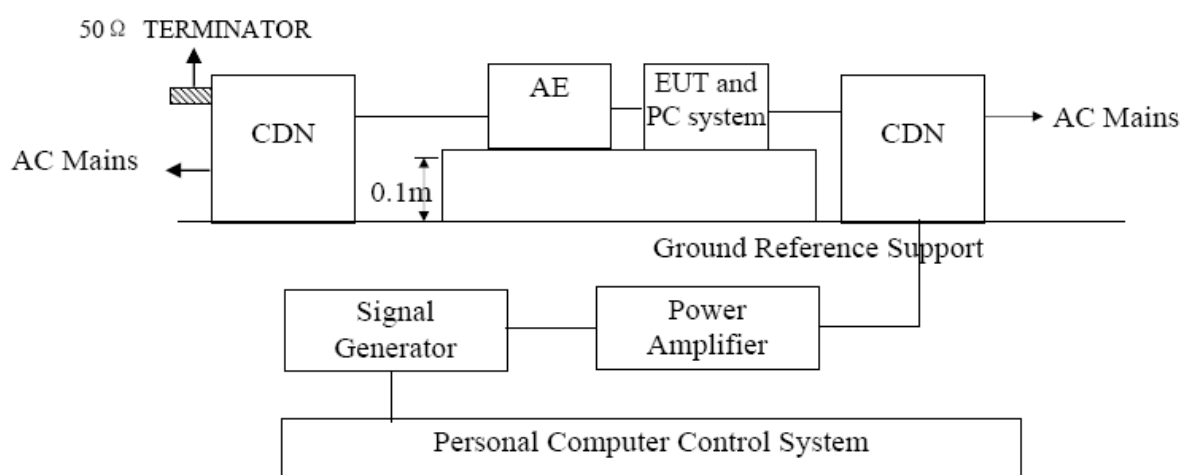 50Ω TERMINATOR
AE
EUT and
PC system
CDN
CDN
AC Mains
AC Mains
0.1m
Ground Reference Support
Signal
Generator
Power
Amplifier
Personal Computer Control System